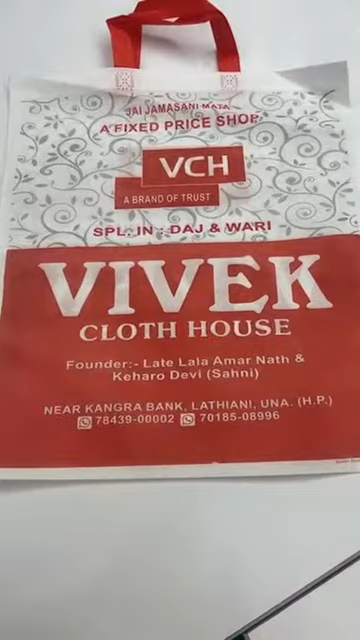 JAI JAMASANI MATA
A FIXED PRICE SHOP
VCH
A BRAND OF TRUST
SPL. IN : DAJ & WARI
VIVEK
CLOTH HOUSE
Founder:- Late Lala Amar Nath &
Keharo Devi (Sahni)
NEAR KANGRA BANK, LATHIANI, UNA. (H.P.)
78439-00002 70185-08996